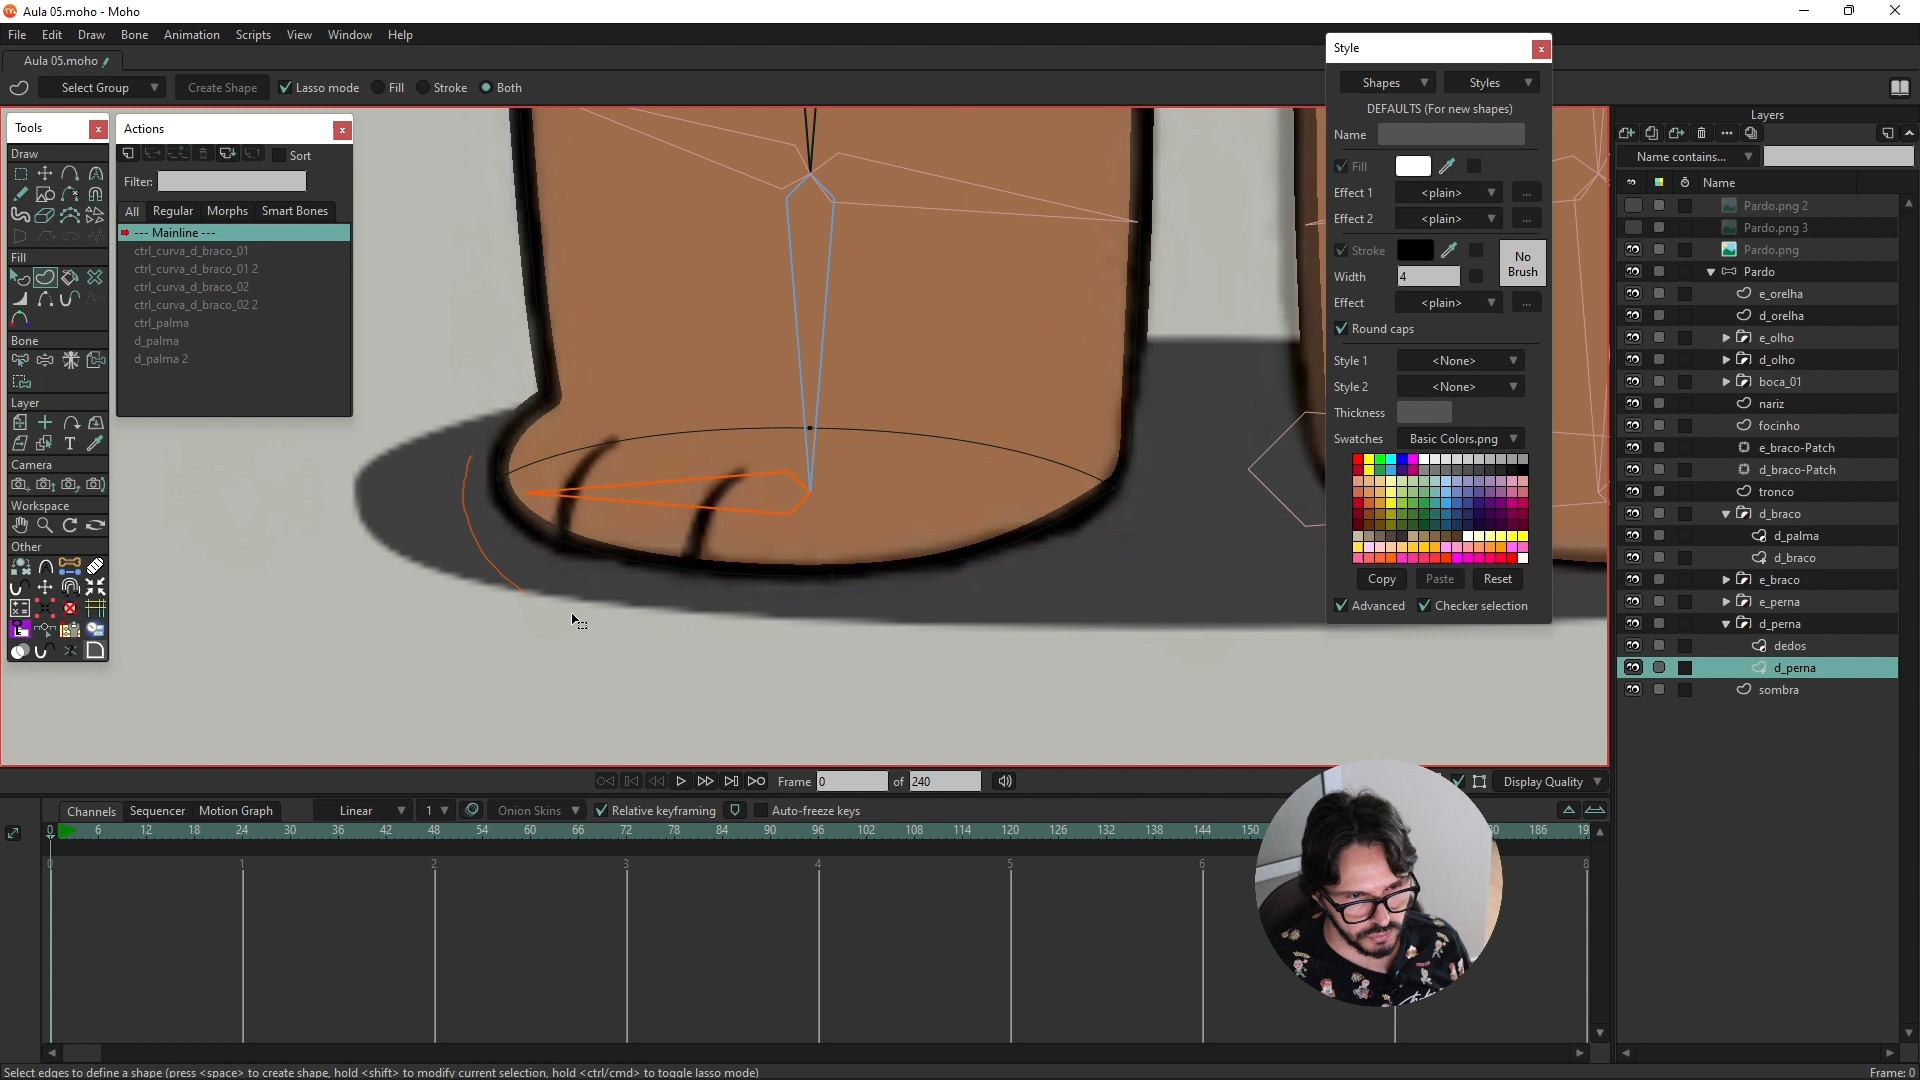 Aula 05.moho - Moho
File Edit Draw Bone Animation Scripts View Window Help
Aula 05.moho
Select Group Create Shape Lasso mode Fill Stroke Both
Tools
Draw
Fill
Bone
Layer
Camera
Workspace
Other
Actions
Sort
Filter:
All Regular Morphs Smart Bones
--- Mainline ---
ctrl_curva_d_braco_01
ctrl_curva_d_braco_01 2
ctrl_curva_d_braco_02
ctrl_curva_d_braco_02 2
ctrl_palma
d_palma
d_palma 2
Style
Shapes Styles
DEFAULTS (For new shapes)
Name
Fill
Effect 1 <plain> ...
Effect 2 <plain> ...
Stroke
No Brush
Width 4
Effect <plain> ...
Round caps
Style 1 <None>
Style 2 <None>
Thickness
Swatches Basic Colors.png
Copy Paste Reset
Advanced Checker selection
Layers
Name contains...
Name
Pardo.png 2
Pardo.png 3
Pardo.png
Pardo
e_orelha
d_orelha
e_olho
d_olho
boca_01
nariz
focinho
e_braco-Patch
d_braco-Patch
tronco
d_braco
d_palma
d_braco
e_braco
e_perna
d_perna
dedos
d_perna
sombra
Frame 0 of 240
Display Quality
Channels Sequencer Motion Graph Linear 1 Onion Skins Relative keyframing Auto-freeze keys
0 6 12 18 24 30 36 42 48 54 60 66 72 78 84 90 96 102 108 114 120 126 132 138 144 150 186
0 1 2 3 4 5 6 8
Select edges to define a shape (press <space> to create shape, hold <shift> to modify current selection, hold <ctrl/cmd> to toggle lasso mode)
Frame: 0